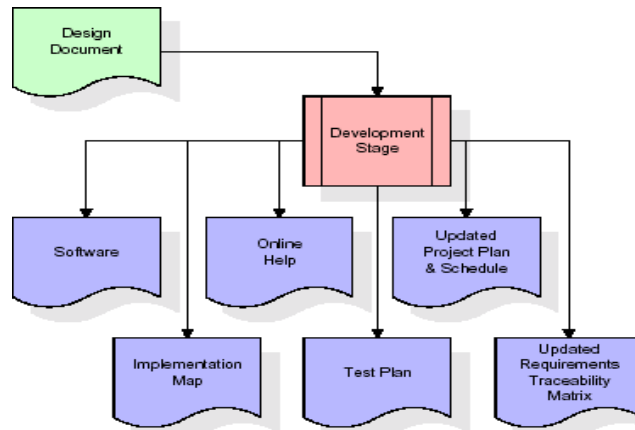 Design
Document
Development
Stage
Software
Online
Help
Updated
Project Plan
& Schedule
Implementation
Map
Test Plan
Updated
Requirements
Traceability
Matrix